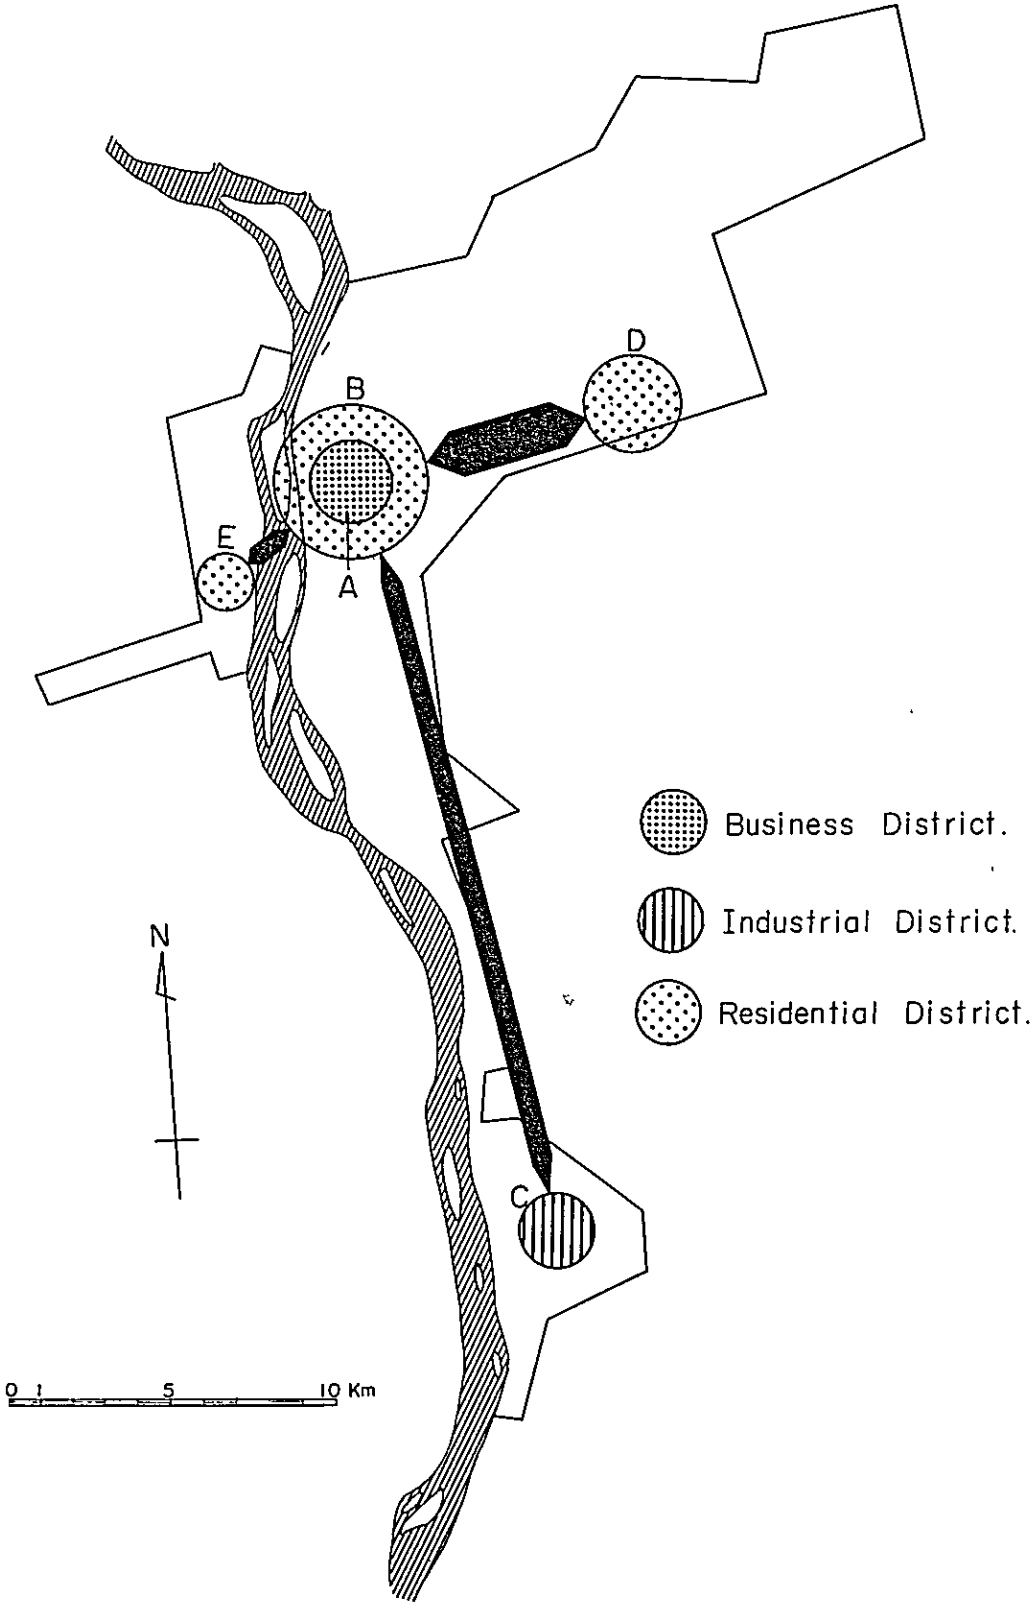 D
B
E
A
Business District.
Industrial District.
N
Residential District.
C
0 1 5 10 Km